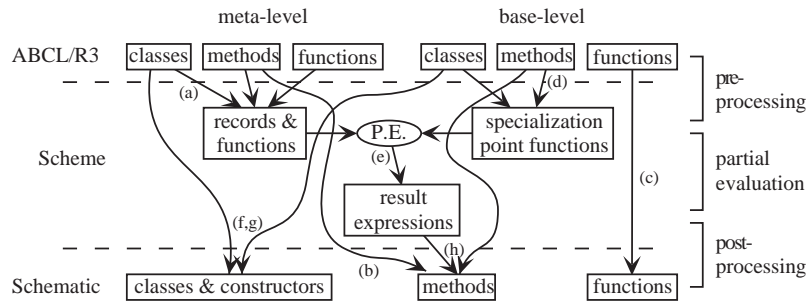 meta-level base-level
ABCL/R3 classes methods functions classes methods functions
(a) (d) pre-
processing
records &
functions P.E. specialization
point functions
Scheme (e) (c) partial
evaluation
result
expressions
(f,g) post-
processing
(b) (h)
Schematic classes & constructors methods functions